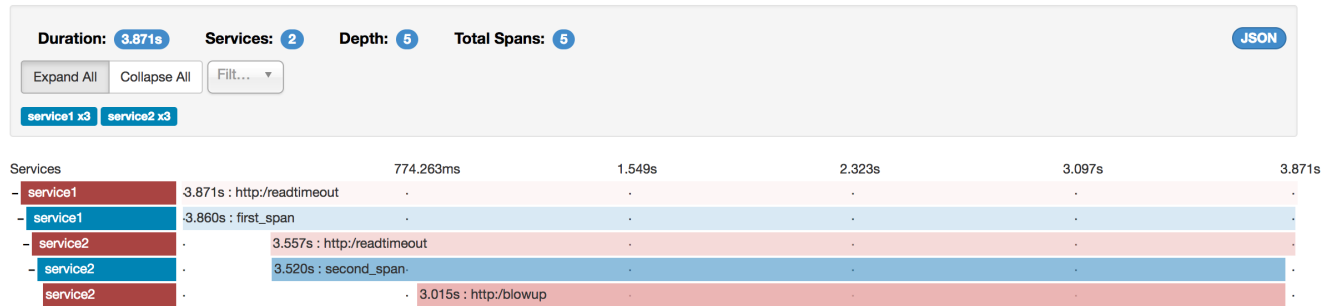 Duration: 3.871s Services: 2 Depth: 5 Total Spans: 5 JSON
Expand All Collapse All Filt...
service1 x3 service2 x3
Services 774.263ms 1.549s 2.323s 3.097s 3.871s
- service1 3.871s : http:/readtimeout
- service1 3.860s : first_span
- service2 3.557s : http:/readtimeout
- service2 3.520s : second_span
service2 3.015s : http:/blowup